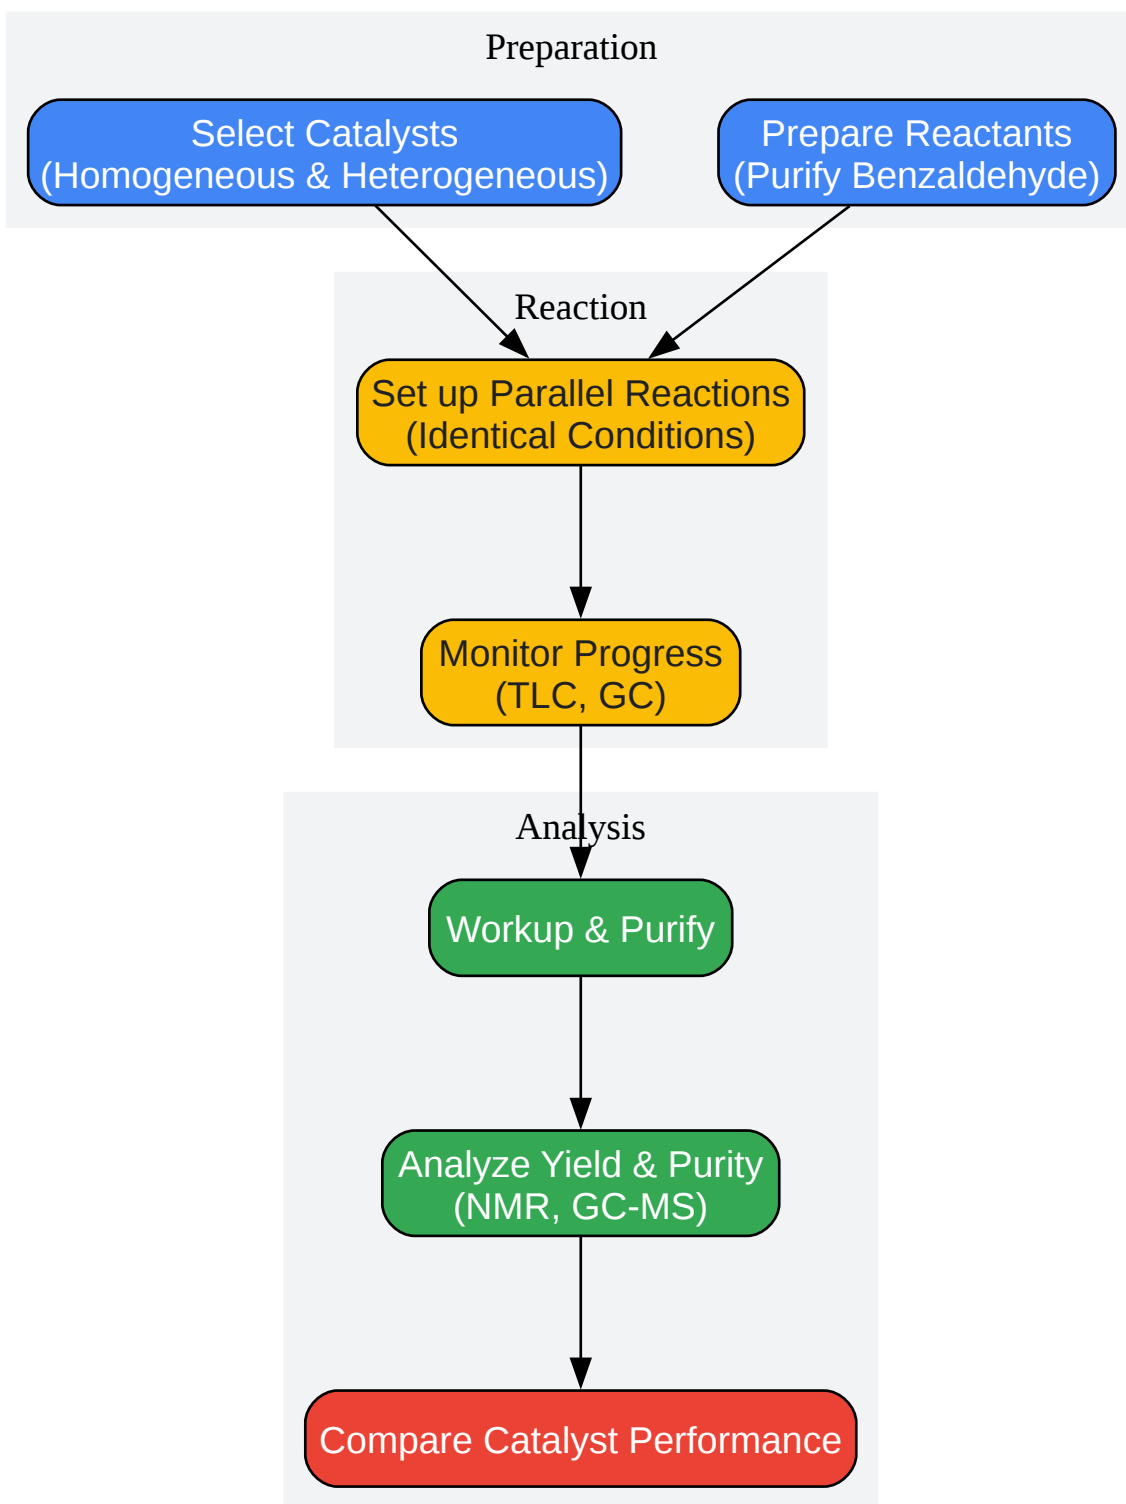 Preparation
Select Catalysts
(Homogeneous & Heterogeneous)
Prepare Reactants
(Purify Benzaldehyde)
Reaction
Set up Parallel Reactions
(Identical Conditions)
Monitor Progress
(TLC, GC)
Analysis
Workup & Purify
Analyze Yield & Purity
(NMR, GC-MS)
Compare Catalyst Performance